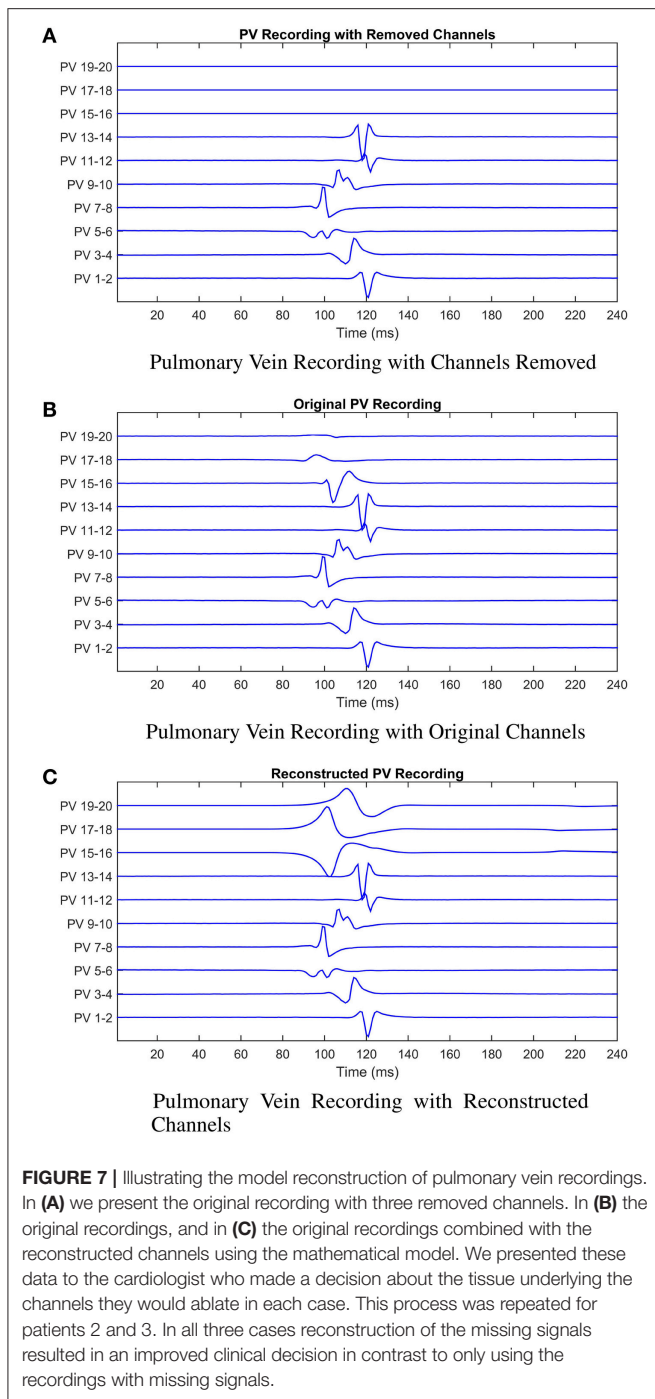 A
PV Recording with Removed Channels
PV 19-20
PV 17-18
PV 15-16
PV 13-14
PV 11-12
PV 9-10
PV 7-8
PV 5-6
PV 3-4
PV 1-2
20 40 60 80 100 120 140 160 180 200 220 240
Time (ms)
Pulmonary Vein Recording with Channels Removed
B
Original PV Recording
PV 19-20
PV 17-18
PV 15-16
PV 13-14
PV 11-12
PV 9-10
PV 7-8
PV 5-6
PV 3-4
PV 1-2
20 40 60 80 100 120 140 160 180 200 220 240
Time (ms)
Pulmonary Vein Recording with Original Channels
C
Reconstructed PV Recording
PV 19-20
PV 17-18
PV 15-16
PV 13-14
PV 11-12
PV 9-10
PV 7-8
PV 5-6
PV 3-4
PV 1-2
20 40 60 80 100 120 140 160 180 200 220 240
Time (ms)
Pulmonary Vein Recording with Reconstructed
Channels
FIGURE 7 | Illustrating the model reconstruction of pulmonary vein recordings.
In (A) we present the original recording with three removed channels. In (B) the
original recordings, and in (C) the original recordings combined with the
reconstructed channels using the mathematical model. We presented these
data to the cardiologist who made a decision about the tissue underlying the
channels they would ablate in each case. This process was repeated for
patients 2 and 3. In all three cases reconstruction of the missing signals
resulted in an improved clinical decision in contrast to only using the
recordings with missing signals.